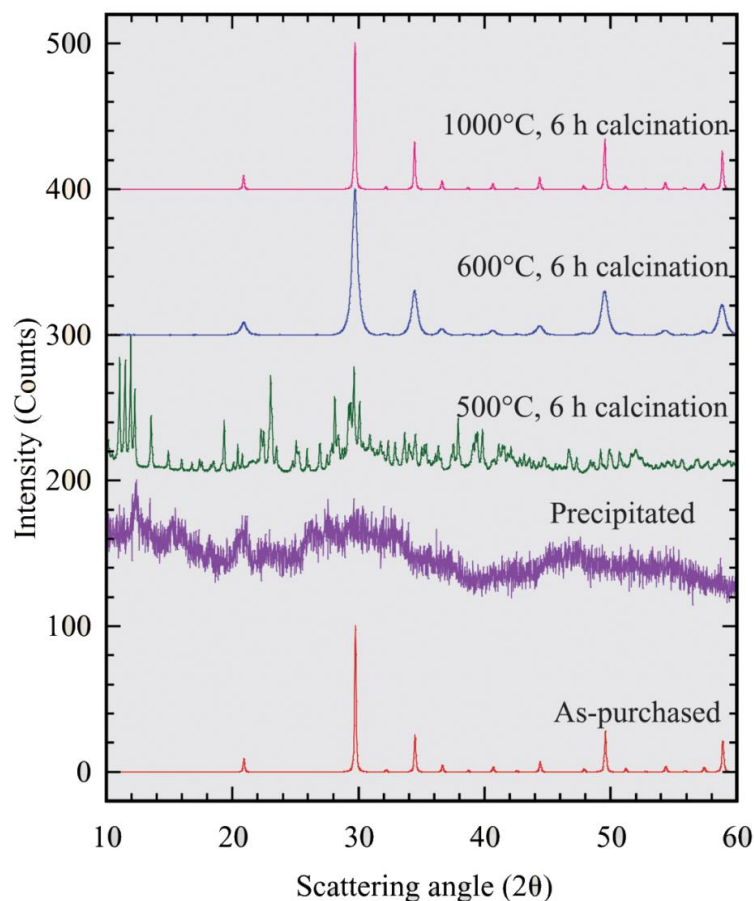 500
1000°C, 6 h calcination
400
600°C, 6 h calcination
300
500°C, 6 h calcination
200
Precipitated
100
As-purchased
0
Intensity (Counts)
10 20 30 40 50 60
Scattering angle (2θ)